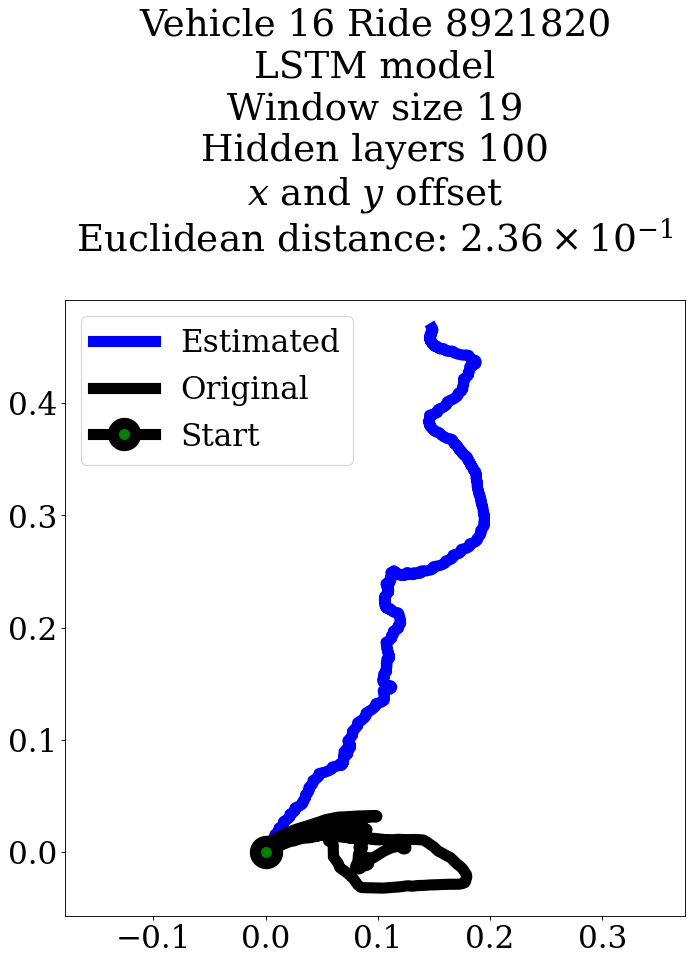 Vehicle 16 Ride 8921820
LSTM model
Window size 19
Hidden layers 100
x and y offset
Euclidean distance: 2.36 × 10⁻¹
Estimated
Original
Start
0.4
0.3
0.2
0.1
0.0
−0.1 0.0 0.1 0.2 0.3